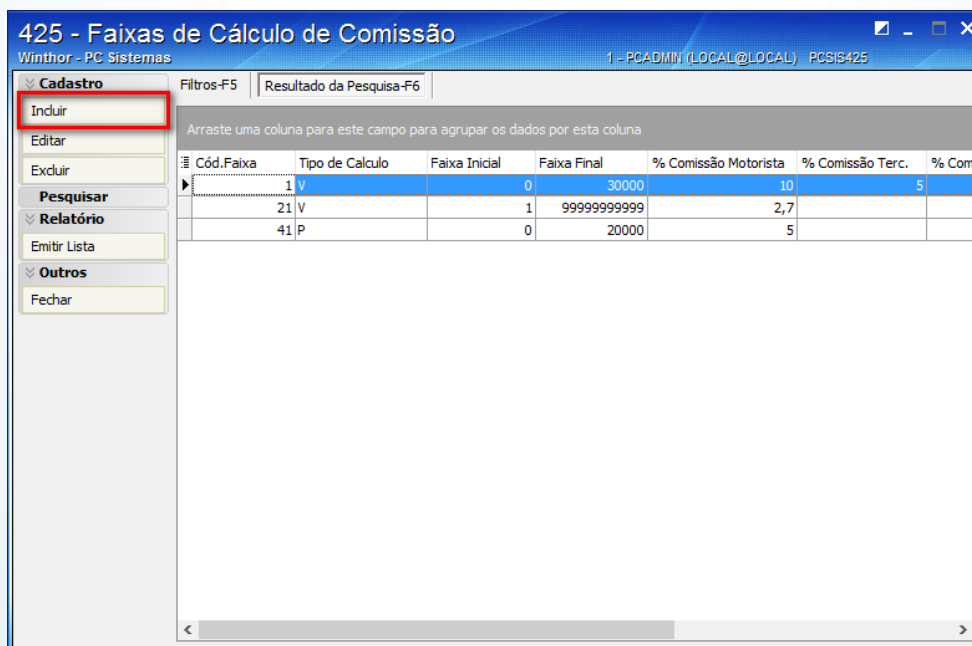 425 - Faixas de Cálculo de Comissão
Winthor - PC Sistemas 1 - PCADMIN (LOCAL@LOCAL) PCSIS425
Cadastro
Incluir
Editar
Excluir
Pesquisar
Relatório
Emitir Lista
Outros
Fechar
Filtros-F5 Resultado da Pesquisa-F6
Arraste uma coluna para este campo para agrupar os dados por esta coluna
Cód.Faixa Tipo de Calculo Faixa Inicial Faixa Final % Comissão Motorista % Comissão Terc. % Com
1 V 0 30000 10 5
21 V 1 99999999999 2,7
41 P 0 20000 5